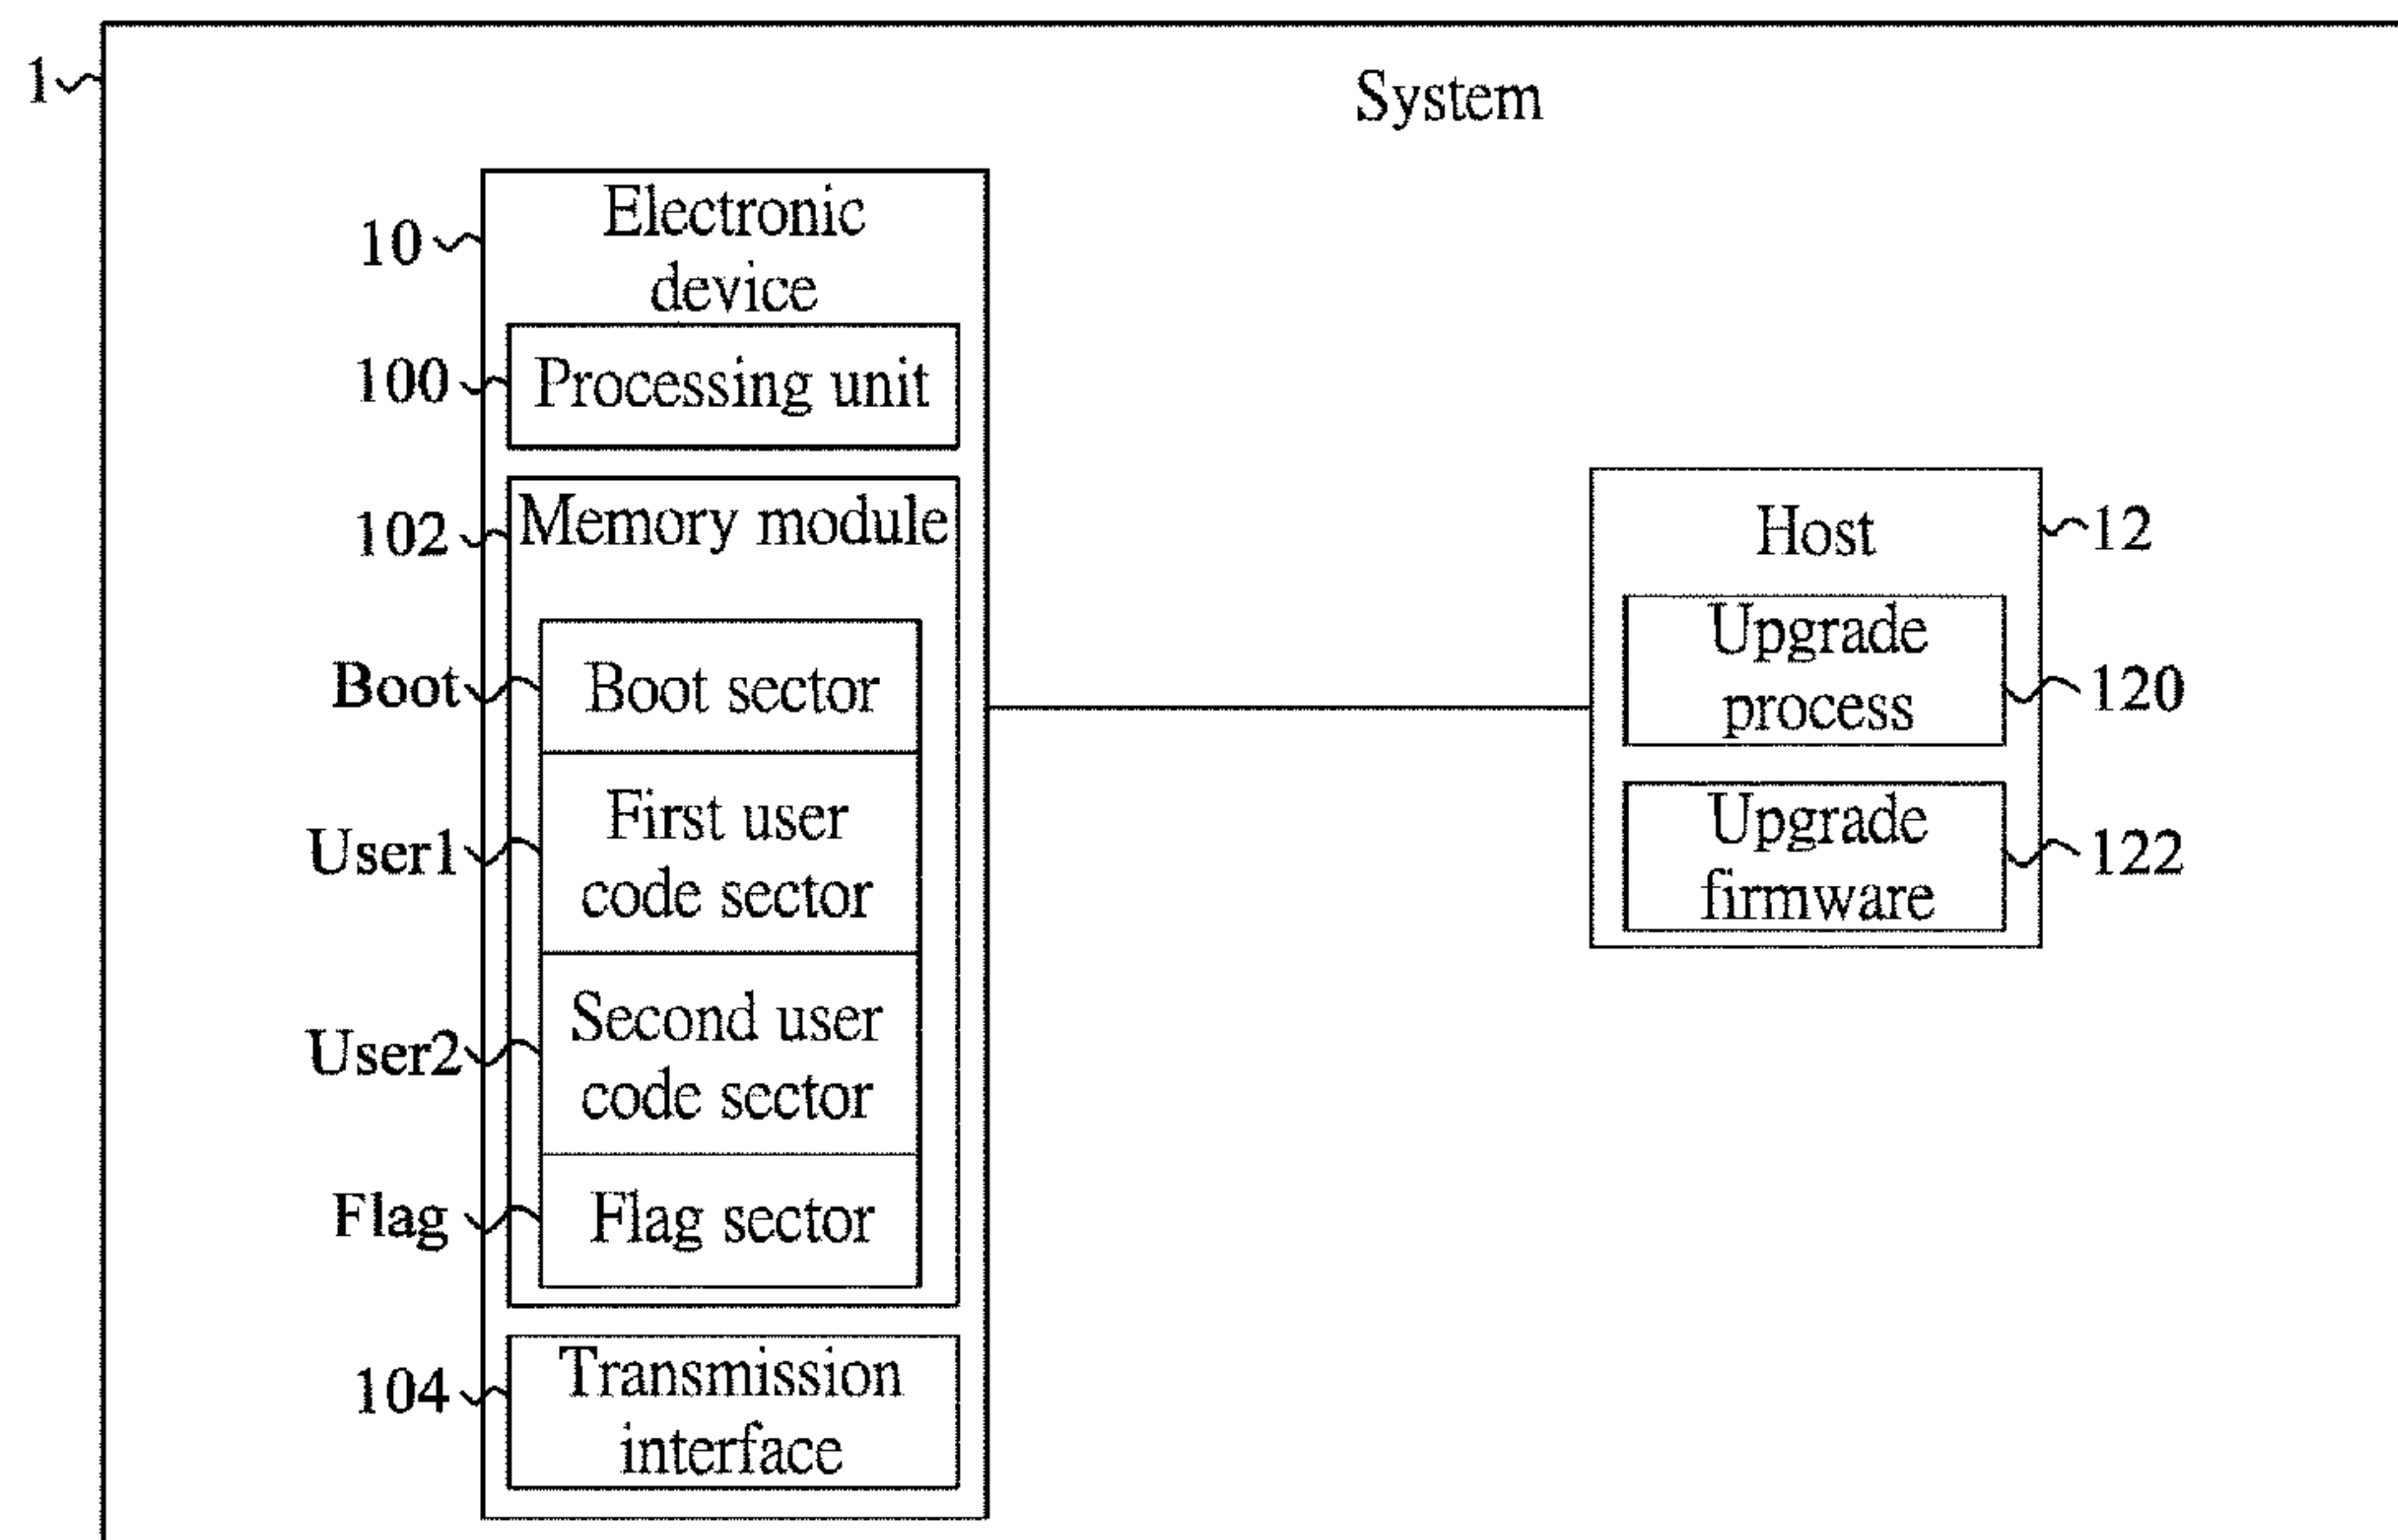 1
System
10
Electronic
device
100
Processing unit
102
Memory module
Boot
Boot sector
User1
First user
code sector
User2
Second user
code sector
Flag
Flag sector
104
Transmission
interface
Host
12
Upgrade
process
120
Upgrade
firmware
122